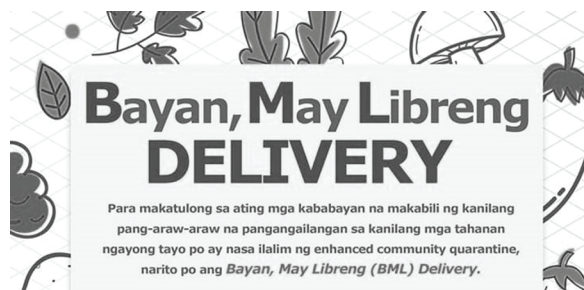 Bayan, May Libreng
DELIVERY
Para makatulong sa ating mga kababayan na makabili ng kanilang
pang-araw-araw na pangangailangan sa kanilang mga tahanan
ngayong tayo po ay nasa ilalim ng enhanced community quarantine,
narito po ang Bayan, May Libreng (BML) Delivery.